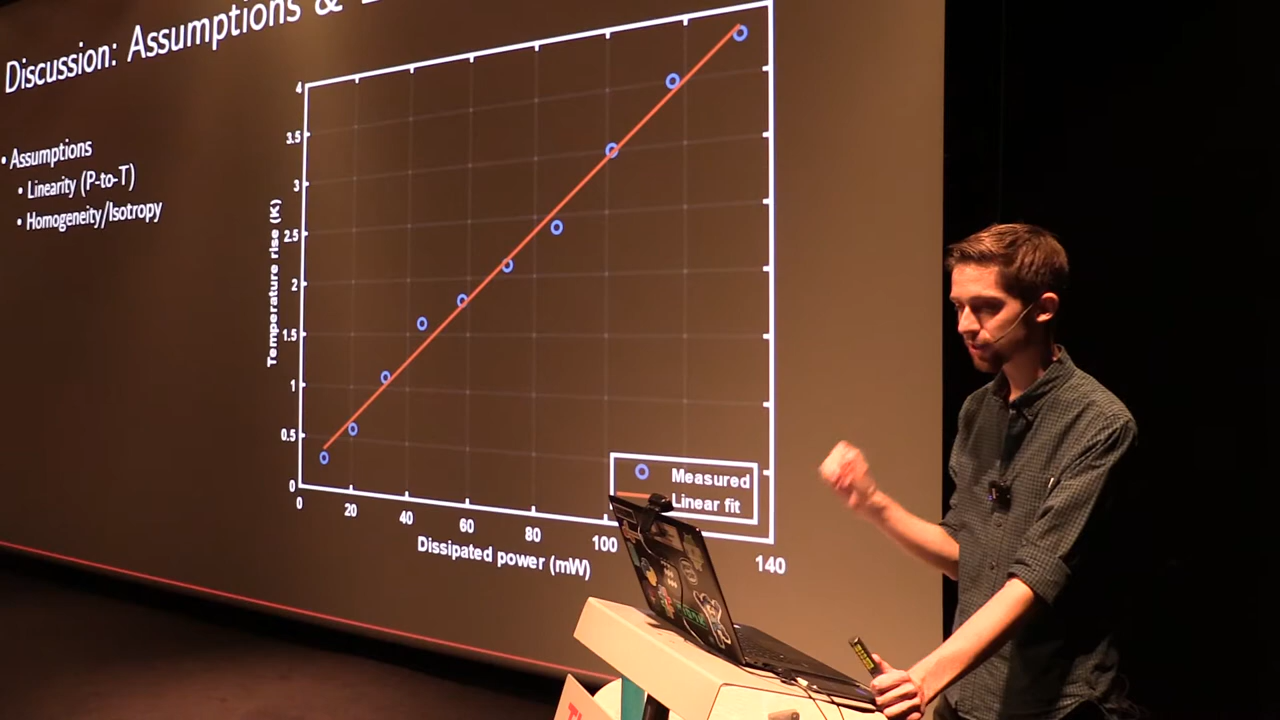 Discussion: Assumptions &
• Assumptions
• Linearity (P-to-T)
• Homogeneity/Isotropy
Temperature rise (K)
4
3.5
3
2.5
2
1.5
1
0.5
0
0
20
40
60
80
100
140
Dissipated power (mW)
Measured
Linear fit